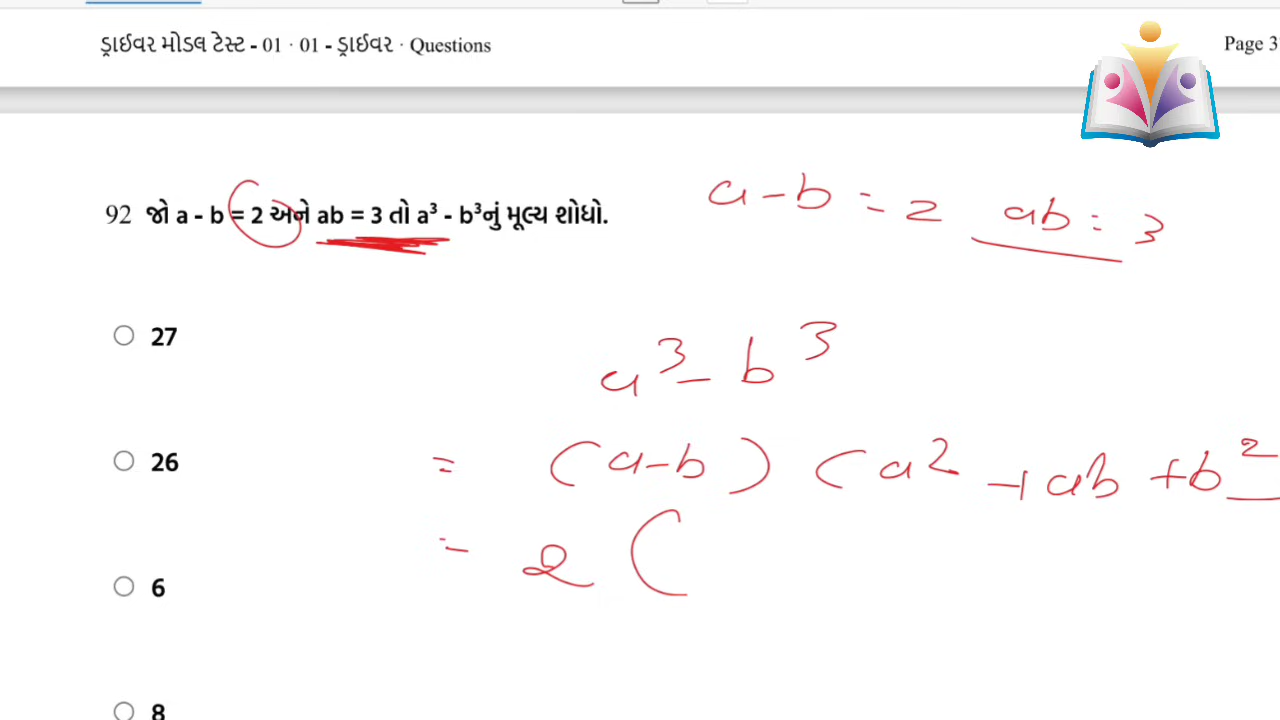 ડ્રાઈવર મોડલ ટેસ્ટ - 01 · 01 - ડ્રાઈવર · Questions
Page 3
92 જો a - b = 2 અને ab = 3 તો a³ - b³નું મૂલ્ય શોધો.
a - b = 2 ab = 3
27
a³ - b³
26
= (a-b) (a² + ab + b²
= 2 (
6
8